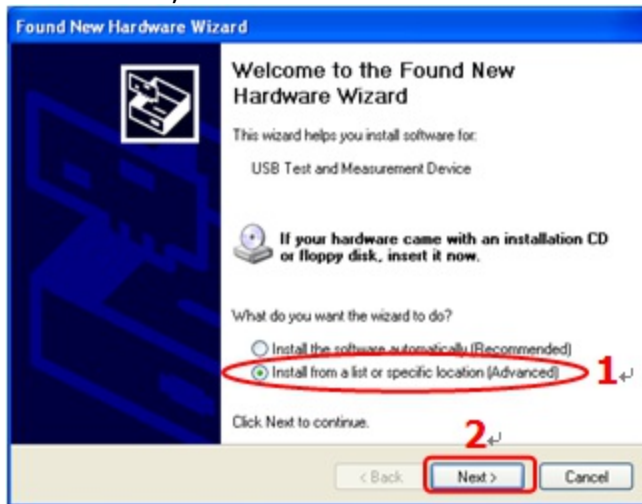 Found New Hardware Wizard
Welcome to the Found New
Hardware Wizard
This wizard helps you install software for:
USB Test and Measurement Device
If your hardware came with an installation CD
or floppy disk, insert it now.
What do you want the wizard to do?
Install the software automatically (Recommended)
Install from a list or specific location (Advanced)
1
Click Next to continue.
2
< Back
Next >
Cancel